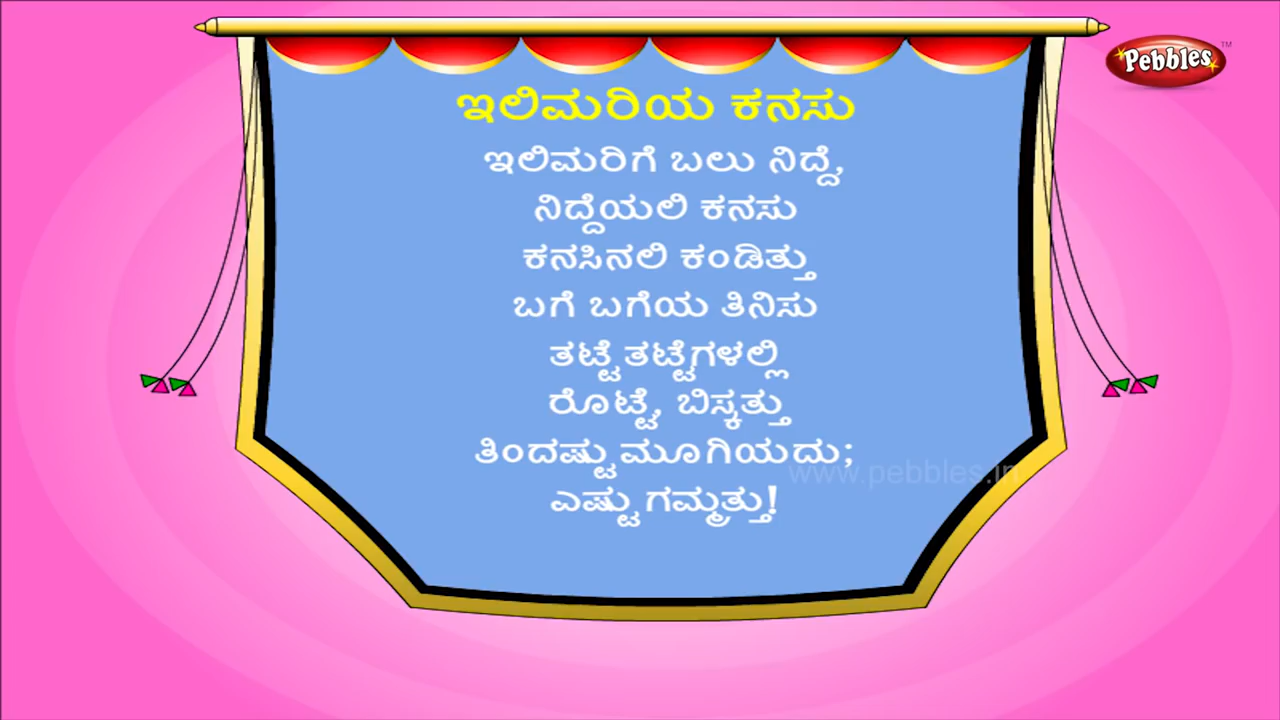 Pebbles™
ಇಲಿಮರಿಯ ಕನಸು
ಇಲಿಮರಿಗೆ ಬಲು ನಿದ್ದೆ,
ನಿದ್ದೆಯಲಿ ಕನಸು
ಕನಸಿನಲಿ ಕಂಡಿತ್ತು
ಬಗೆ ಬಗೆಯ ತಿನಿಸು
ತಟ್ಟೆತಟ್ಟೆಗಳಲ್ಲಿ
ರೊಟ್ಟೆ, ಬಿಸ್ಕತ್ತು
ತಿಂದಷ್ಟು ಮೂಗಿಯದು;
www.pebbles.in
ಎಷ್ಟು ಗಮ್ಮತ್ತು!